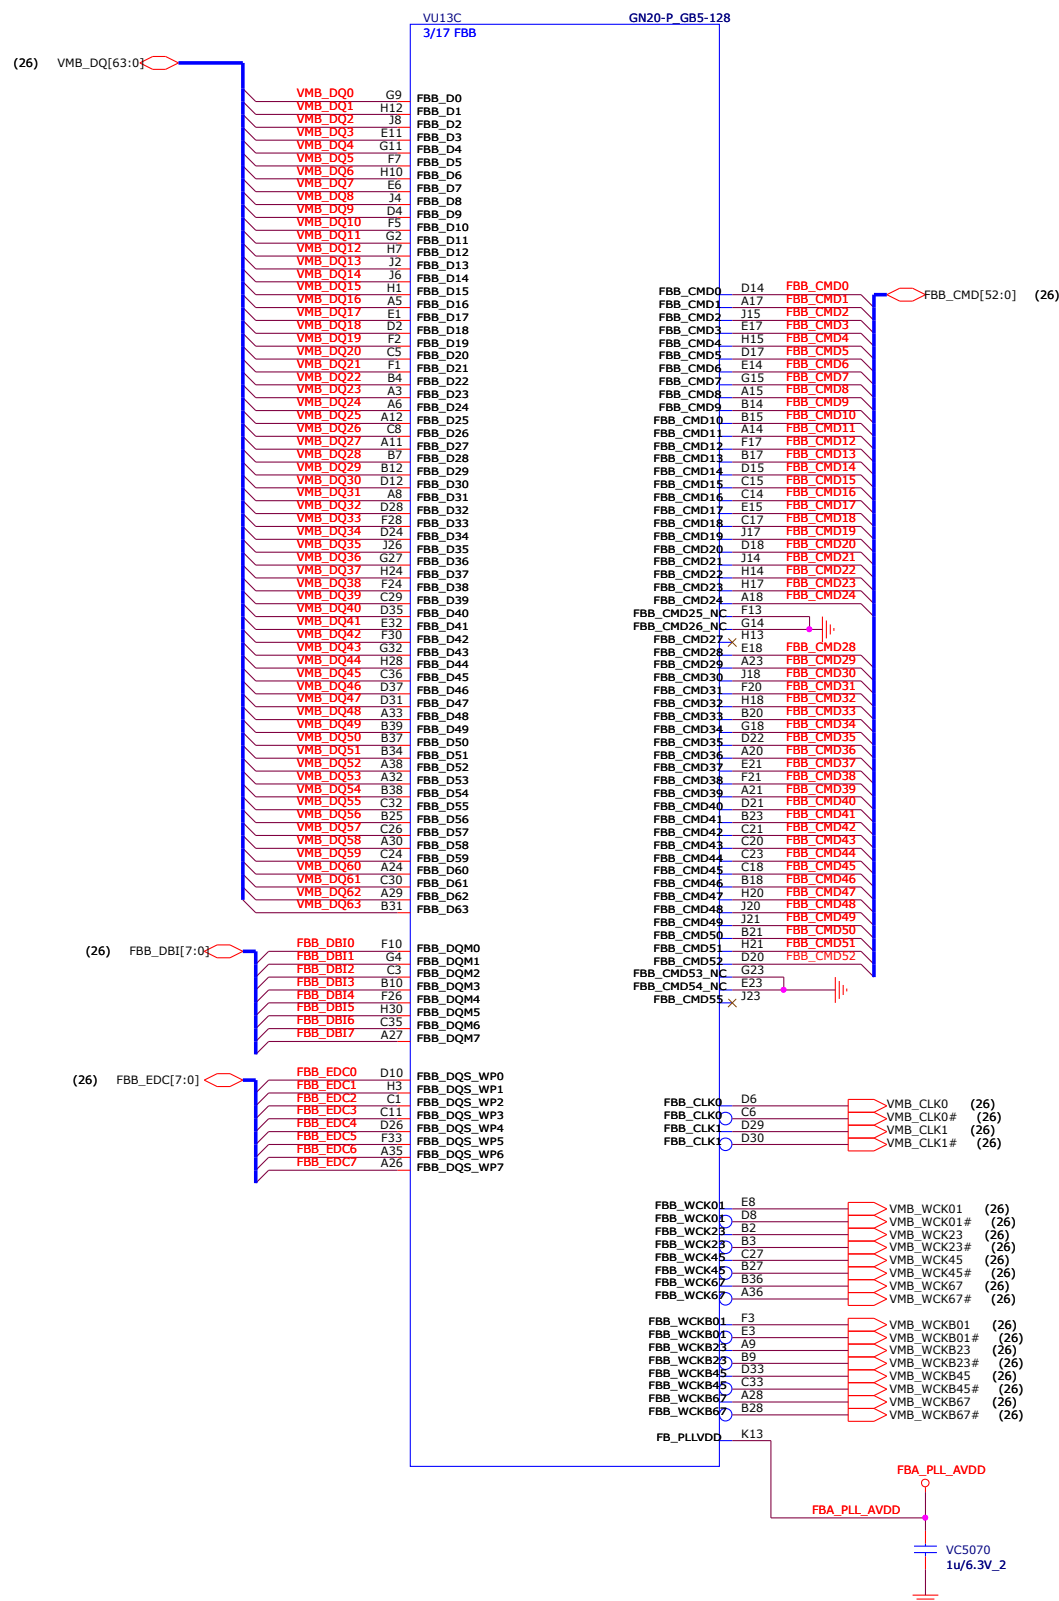 VU13C GN20-P_GB5-128
3/17 FBB
(26) VMB_DQ[63:0]
VMB_DQ0 G9 FBB_D0
VMB_DQ1 H12 FBB_D1
VMB_DQ2 J8 FBB_D2
VMB_DQ3 E11 FBB_D3
VMB_DQ4 G11 FBB_D4
VMB_DQ5 F7 FBB_D5
VMB_DQ6 H10 FBB_D6
VMB_DQ7 E6 FBB_D7
VMB_DQ8 J4 FBB_D8
VMB_DQ9 D4 FBB_D9
VMB_DQ10 F5 FBB_D10
VMB_DQ11 G2 FBB_D11
VMB_DQ12 H7 FBB_D12
VMB_DQ13 J2 FBB_D13
VMB_DQ14 J6 FBB_D14
VMB_DQ15 H1 FBB_D15
VMB_DQ16 A5 FBB_D16
VMB_DQ17 E1 FBB_D17
VMB_DQ18 D2 FBB_D18
VMB_DQ19 F2 FBB_D19
VMB_DQ20 C5 FBB_D20
VMB_DQ21 F1 FBB_D21
VMB_DQ22 B4 FBB_D22
VMB_DQ23 A3 FBB_D23
VMB_DQ24 A6 FBB_D24
VMB_DQ25 A12 FBB_D25
VMB_DQ26 C8 FBB_D26
VMB_DQ27 A11 FBB_D27
VMB_DQ28 B7 FBB_D28
VMB_DQ29 B12 FBB_D29
VMB_DQ30 D12 FBB_D30
VMB_DQ31 A8 FBB_D31
VMB_DQ32 D28 FBB_D32
VMB_DQ33 F28 FBB_D33
VMB_DQ34 D24 FBB_D34
VMB_DQ35 J26 FBB_D35
VMB_DQ36 G27 FBB_D36
VMB_DQ37 H24 FBB_D37
VMB_DQ38 F24 FBB_D38
VMB_DQ39 C29 FBB_D39
VMB_DQ40 D35 FBB_D40
VMB_DQ41 E32 FBB_D41
VMB_DQ42 F30 FBB_D42
VMB_DQ43 G32 FBB_D43
VMB_DQ44 H28 FBB_D44
VMB_DQ45 C36 FBB_D45
VMB_DQ46 D37 FBB_D46
VMB_DQ47 D31 FBB_D47
VMB_DQ48 A33 FBB_D48
VMB_DQ49 B39 FBB_D49
VMB_DQ50 B37 FBB_D50
VMB_DQ51 B34 FBB_D51
VMB_DQ52 A38 FBB_D52
VMB_DQ53 A32 FBB_D53
VMB_DQ54 B38 FBB_D54
VMB_DQ55 C32 FBB_D55
VMB_DQ56 B25 FBB_D56
VMB_DQ57 C26 FBB_D57
VMB_DQ58 A30 FBB_D58
VMB_DQ59 C24 FBB_D59
VMB_DQ60 A24 FBB_D60
VMB_DQ61 C30 FBB_D61
VMB_DQ62 A29 FBB_D62
VMB_DQ63 B31 FBB_D63
(26) FBB_DBI[7:0]
FBB_DBI0 F10 FBB_DQM0
FBB_DBI1 G4 FBB_DQM1
FBB_DBI2 C3 FBB_DQM2
FBB_DBI3 B10 FBB_DQM3
FBB_DBI4 F26 FBB_DQM4
FBB_DBI5 H30 FBB_DQM5
FBB_DBI6 C35 FBB_DQM6
FBB_DBI7 A27 FBB_DQM7
(26) FBB_EDC[7:0]
FBB_EDC0 D10 FBB_DQS_WP0
FBB_EDC1 H3 FBB_DQS_WP1
FBB_EDC2 C1 FBB_DQS_WP2
FBB_EDC3 C11 FBB_DQS_WP3
FBB_EDC4 D26 FBB_DQS_WP4
FBB_EDC5 F33 FBB_DQS_WP5
FBB_EDC6 A35 FBB_DQS_WP6
FBB_EDC7 A26 FBB_DQS_WP7
FBB_CMD[52:0] (26)
FBB_CMD0 D14 FBB_CMD0
FBB_CMD1 A17 FBB_CMD1
FBB_CMD2 J15 FBB_CMD2
FBB_CMD3 E17 FBB_CMD3
FBB_CMD4 H15 FBB_CMD4
FBB_CMD5 D17 FBB_CMD5
FBB_CMD6 E14 FBB_CMD6
FBB_CMD7 G15 FBB_CMD7
FBB_CMD8 A15 FBB_CMD8
FBB_CMD9 B14 FBB_CMD9
FBB_CMD10 B15 FBB_CMD10
FBB_CMD11 A14 FBB_CMD11
FBB_CMD12 F17 FBB_CMD12
FBB_CMD13 B17 FBB_CMD13
FBB_CMD14 D15 FBB_CMD14
FBB_CMD15 C15 FBB_CMD15
FBB_CMD16 C14 FBB_CMD16
FBB_CMD17 E15 FBB_CMD17
FBB_CMD18 C17 FBB_CMD18
FBB_CMD19 J17 FBB_CMD19
FBB_CMD20 D18 FBB_CMD20
FBB_CMD21 J14 FBB_CMD21
FBB_CMD22 H14 FBB_CMD22
FBB_CMD23 H17 FBB_CMD23
FBB_CMD24 A18 FBB_CMD24
FBB_CMD25_NC F13
FBB_CMD26_NC G14
FBB_CMD27 H13
FBB_CMD28 E18 FBB_CMD28
FBB_CMD29 A23 FBB_CMD29
FBB_CMD30 J18 FBB_CMD30
FBB_CMD31 F20 FBB_CMD31
FBB_CMD32 H18 FBB_CMD32
FBB_CMD33 B20 FBB_CMD33
FBB_CMD34 G18 FBB_CMD34
FBB_CMD35 D22 FBB_CMD35
FBB_CMD36 A20 FBB_CMD36
FBB_CMD37 E21 FBB_CMD37
FBB_CMD38 F21 FBB_CMD38
FBB_CMD39 A21 FBB_CMD39
FBB_CMD40 D21 FBB_CMD40
FBB_CMD41 B23 FBB_CMD41
FBB_CMD42 C21 FBB_CMD42
FBB_CMD43 C20 FBB_CMD43
FBB_CMD44 C23 FBB_CMD44
FBB_CMD45 C18 FBB_CMD45
FBB_CMD46 B18 FBB_CMD46
FBB_CMD47 H20 FBB_CMD47
FBB_CMD48 J20 FBB_CMD48
FBB_CMD49 J21 FBB_CMD49
FBB_CMD50 B21 FBB_CMD50
FBB_CMD51 H21 FBB_CMD51
FBB_CMD52 D20 FBB_CMD52
FBB_CMD53_NC G23
FBB_CMD54_NC E23
FBB_CMD55 J23
FBB_CLK0 D6 VMB_CLK0 (26)
FBB_CLK0 C6 VMB_CLK0# (26)
FBB_CLK1 D29 VMB_CLK1 (26)
FBB_CLK1 D30 VMB_CLK1# (26)
FBB_WCK01 E8 VMB_WCK01 (26)
FBB_WCK01 D8 VMB_WCK01# (26)
FBB_WCK23 B2 VMB_WCK23 (26)
FBB_WCK23 B3 VMB_WCK23# (26)
FBB_WCK45 C27 VMB_WCK45 (26)
FBB_WCK45 B27 VMB_WCK45# (26)
FBB_WCK67 B36 VMB_WCK67 (26)
FBB_WCK67 A36 VMB_WCK67# (26)
FBB_WCKB01 F3 VMB_WCKB01 (26)
FBB_WCKB01 E3 VMB_WCKB01# (26)
FBB_WCKB23 A9 VMB_WCKB23 (26)
FBB_WCKB23 B9 VMB_WCKB23# (26)
FBB_WCKB45 D33 VMB_WCKB45 (26)
FBB_WCKB45 C33 VMB_WCKB45# (26)
FBB_WCKB67 A28 VMB_WCKB67 (26)
FBB_WCKB67 B28 VMB_WCKB67# (26)
FB_PLLVDD K13
FBA_PLL_AVDD
FBA_PLL_AVDD
VC5070
1u/6.3V_2